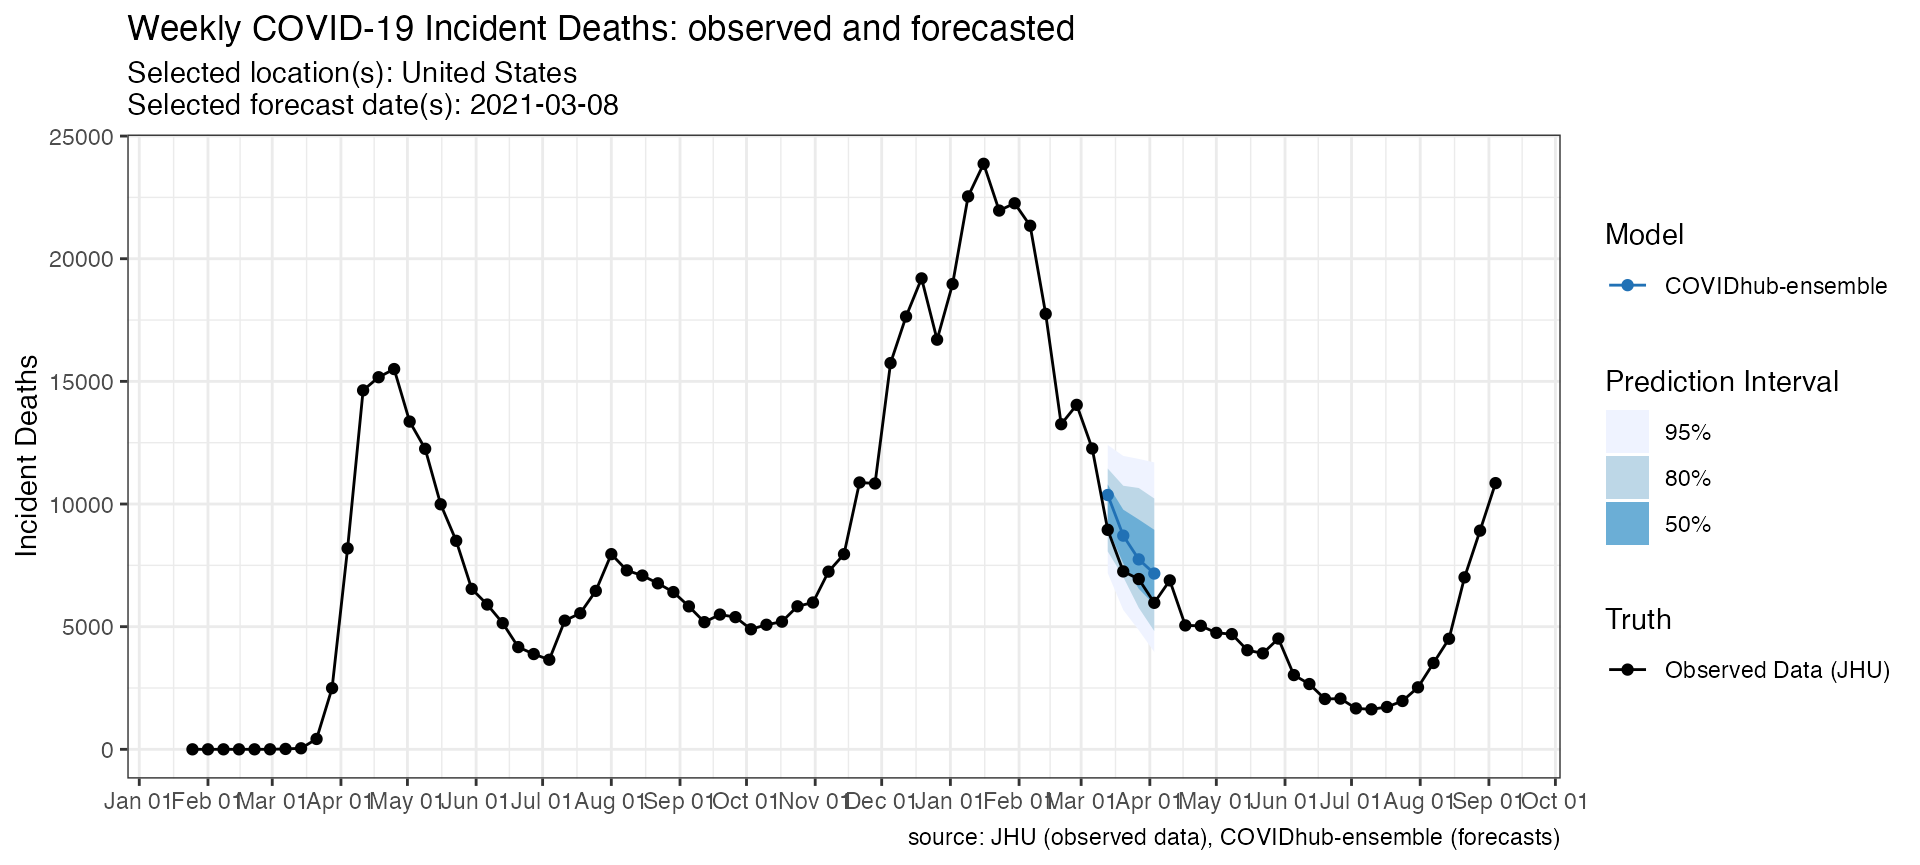 Weekly COVID-19 Incident Deaths: observed and forecasted
Selected location(s): United States
Selected forecast date(s): 2021-03-08
25000
20000
15000
10000
5000
0
Incident Deaths
Jan 01 Feb 01 Mar 01 Apr 01 May 01 Jun 01 Jul 01 Aug 01 Sep 01 Oct 01 Nov 01 Dec 01 Jan 01 Feb 01 Mar 01 Apr 01 May 01 Jun 01 Jul 01 Aug 01 Sep 01 Oct 01
source: JHU (observed data), COVIDhub-ensemble (forecasts)
Model
COVIDhub-ensemble
Prediction Interval
95%
80%
50%
Truth
Observed Data (JHU)